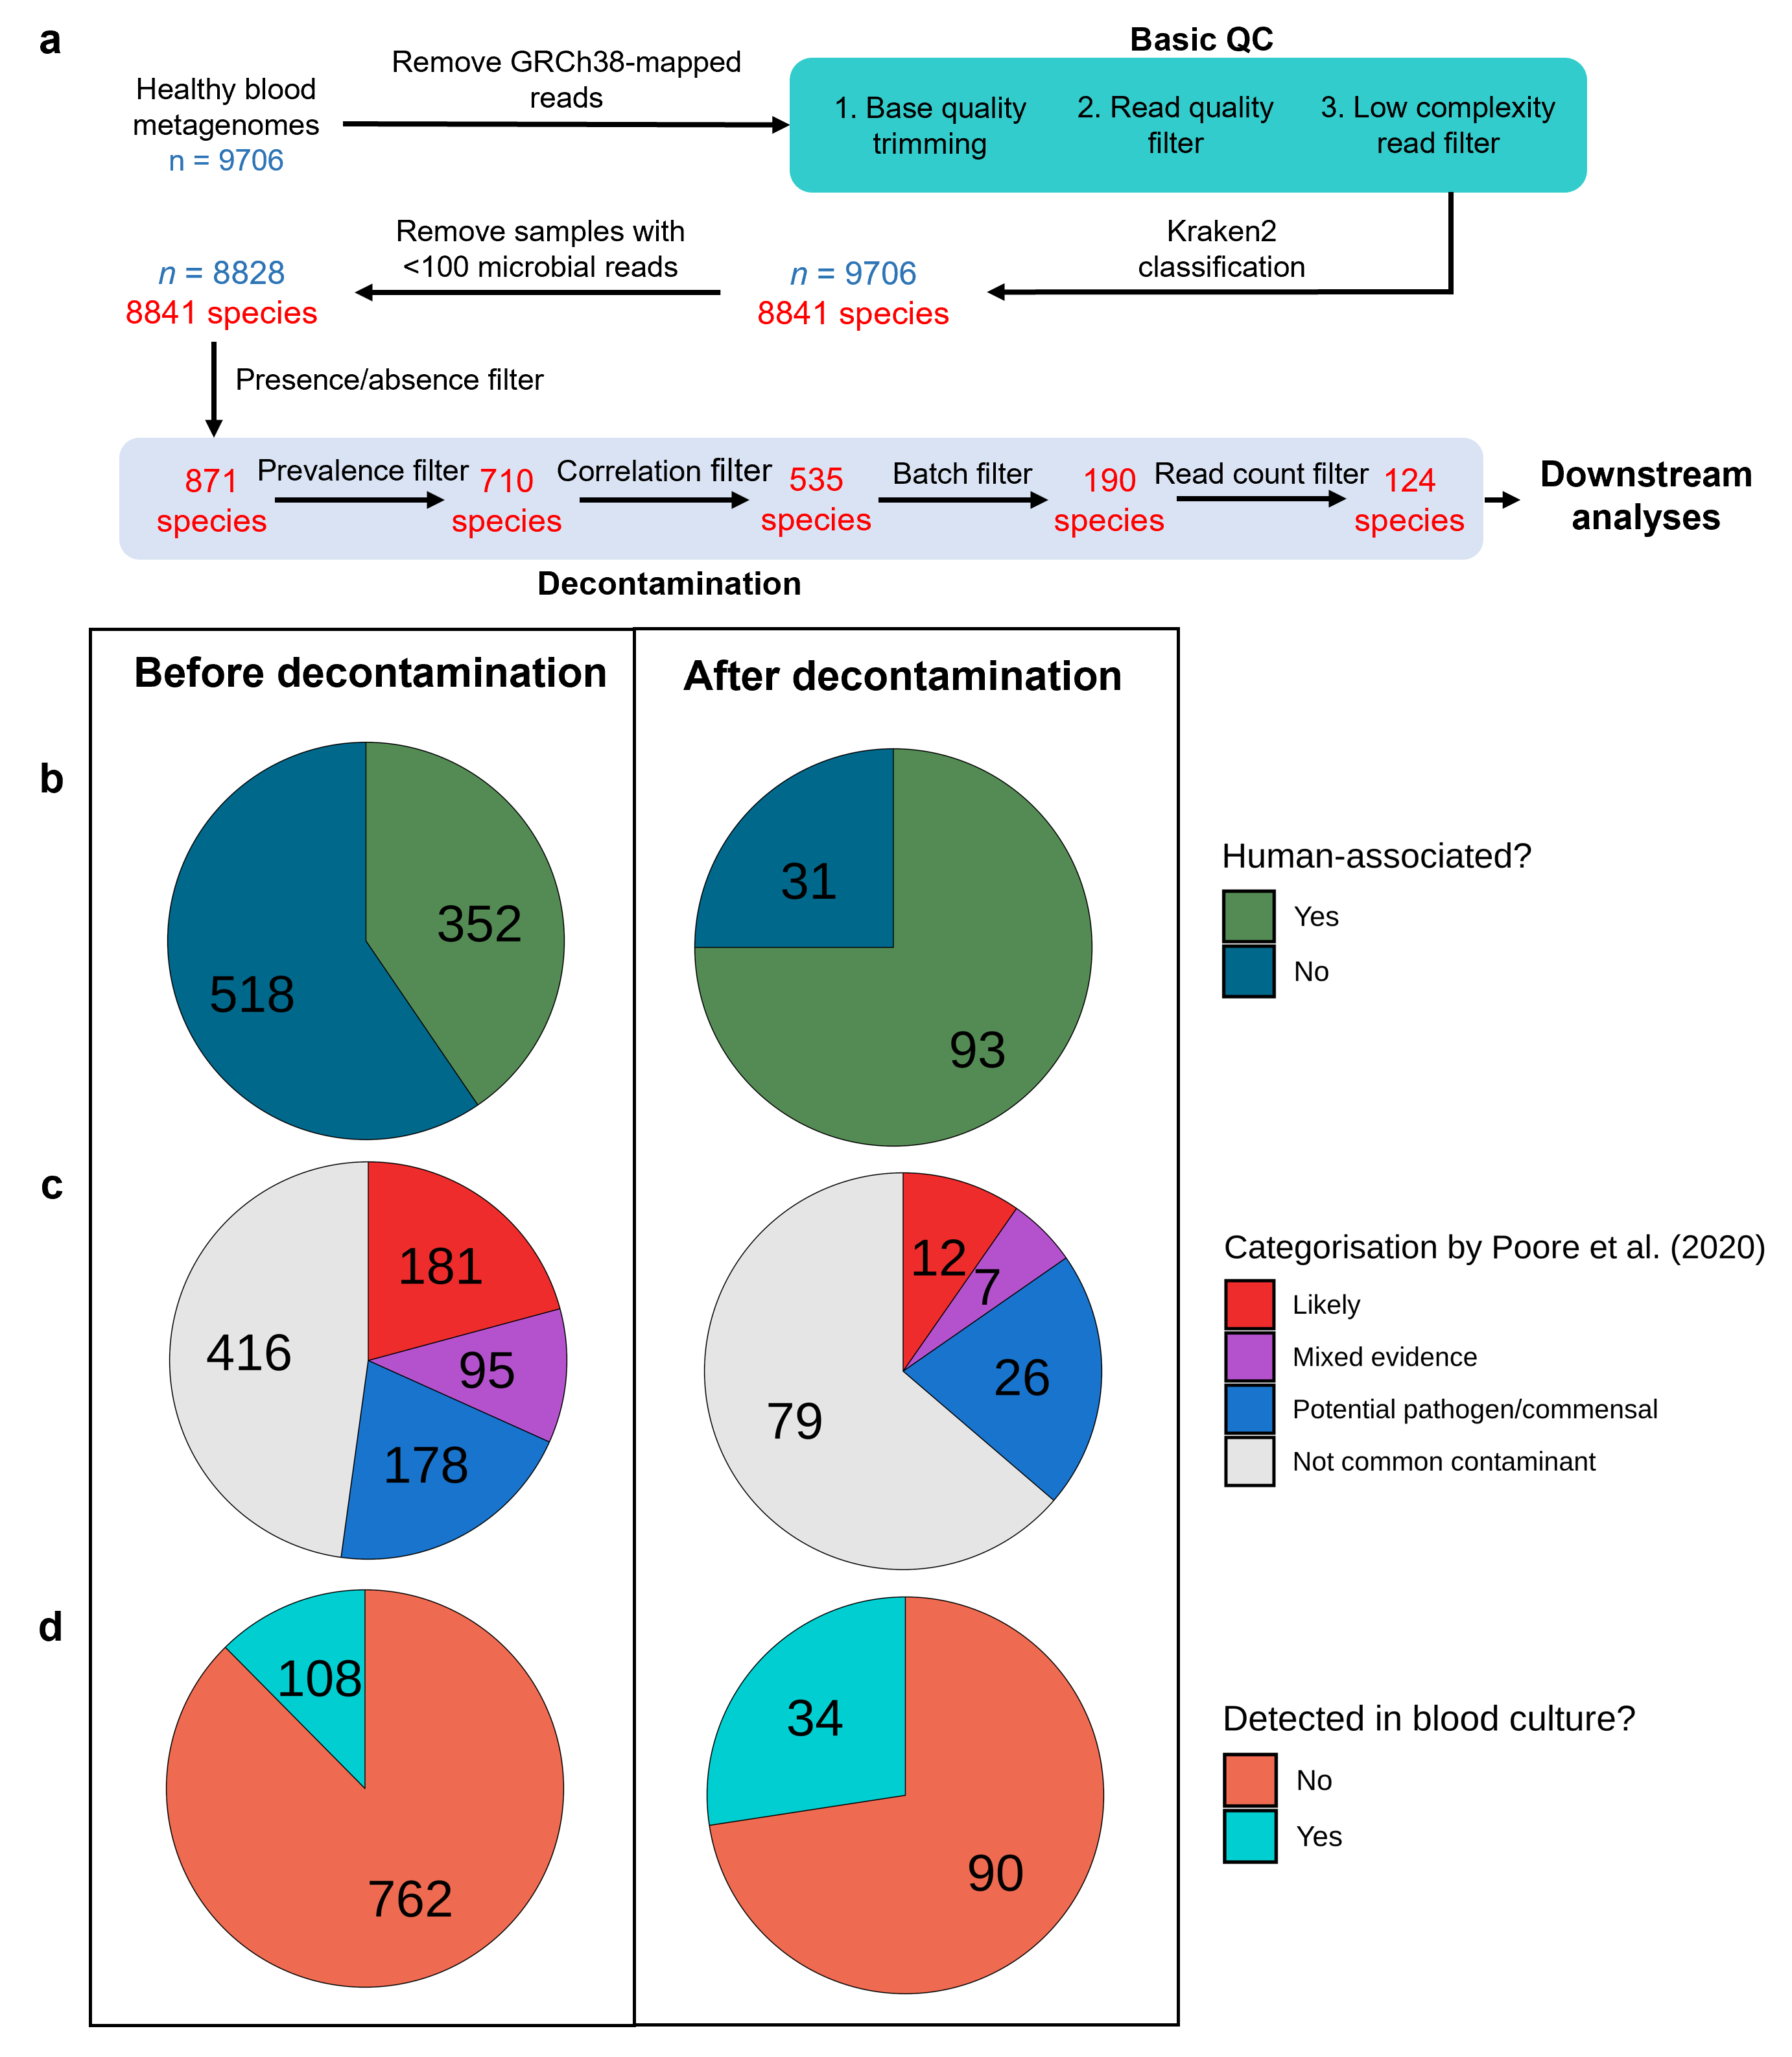 a
Healthy blood
metagenomes
n = 9706
Remove GRCh38-mapped
reads
Basic QC
1. Base quality
trimming
2. Read quality
filter
3. Low complexity
read filter
Kraken2
classification
n = 9706
8841 species
Remove samples with
<100 microbial reads
n = 8828
8841 species
Presence/absence filter
871
species
Prevalence filter
710
species
Correlation filter
535
species
Batch filter
190
species
Read count filter
124
species
Downstream
analyses
Decontamination
Before decontamination
After decontamination
b
352
518
31
93
Human-associated?
Yes
No
c
181
95
178
416
12
7
26
79
Categorisation by Poore et al. (2020)
Likely
Mixed evidence
Potential pathogen/commensal
Not common contaminant
d
108
762
34
90
Detected in blood culture?
No
Yes